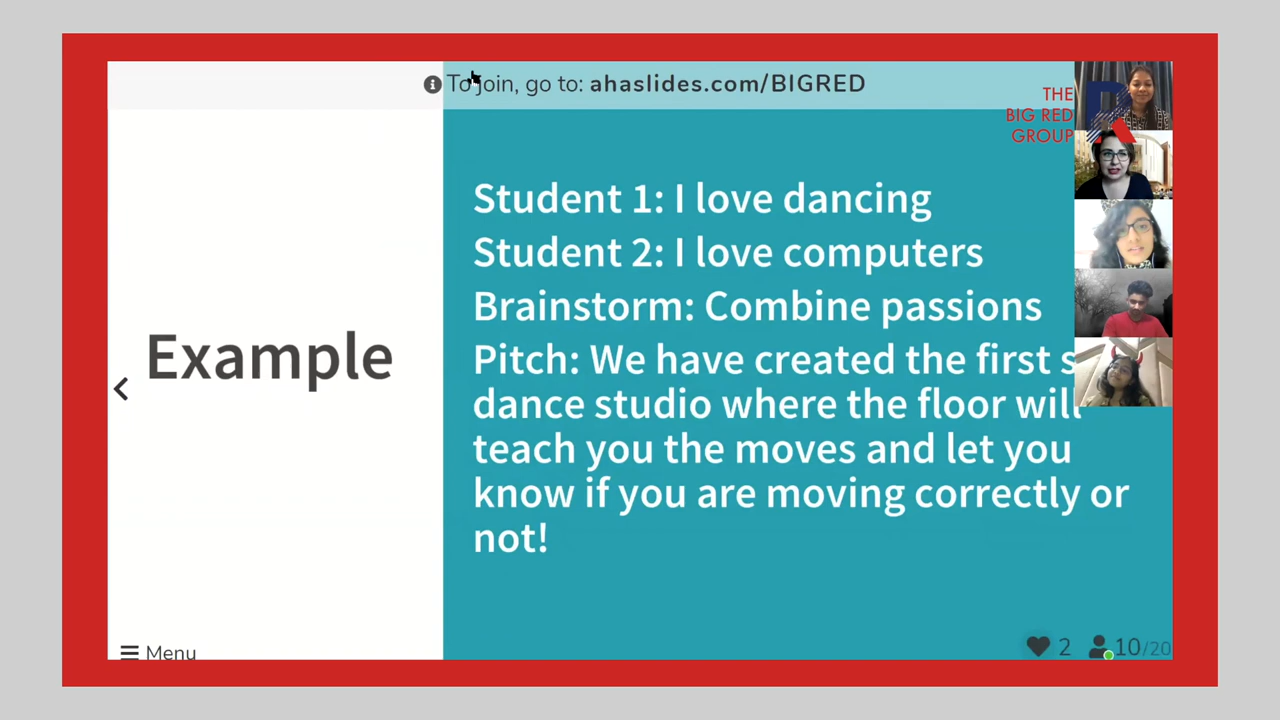 To join, go to: ahaslides.com/BIGRED
THE
BIG RED
GROUP
Student 1: I love dancing
Student 2: I love computers
Brainstorm: Combine passions
Example
Pitch: We have created the first
dance studio where the floor will
teach you the moves and let you
know if you are moving correctly or
not!
Menu
2
10/20